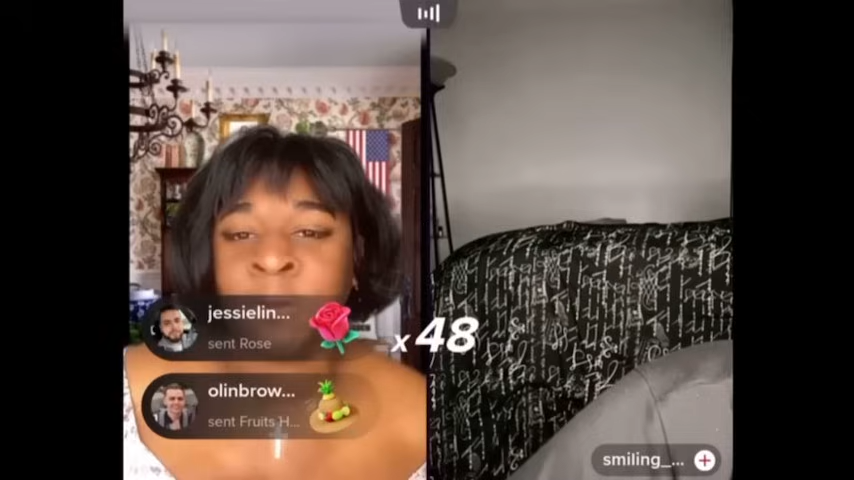 jessielin...
sent Rose
x48
olinbrow...
sent Fruits H...
smiling_...